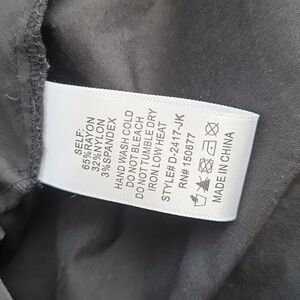 SELF:
65%RAYON
32%NYLON
3%SPANDEX
HAND WASH COLD
DO NOT BLEACH
DO NOT TUMBLE DRY
IRON LOW HEAT
STYLE# D-2417-JK
RN# 150677
MADE IN CHINA